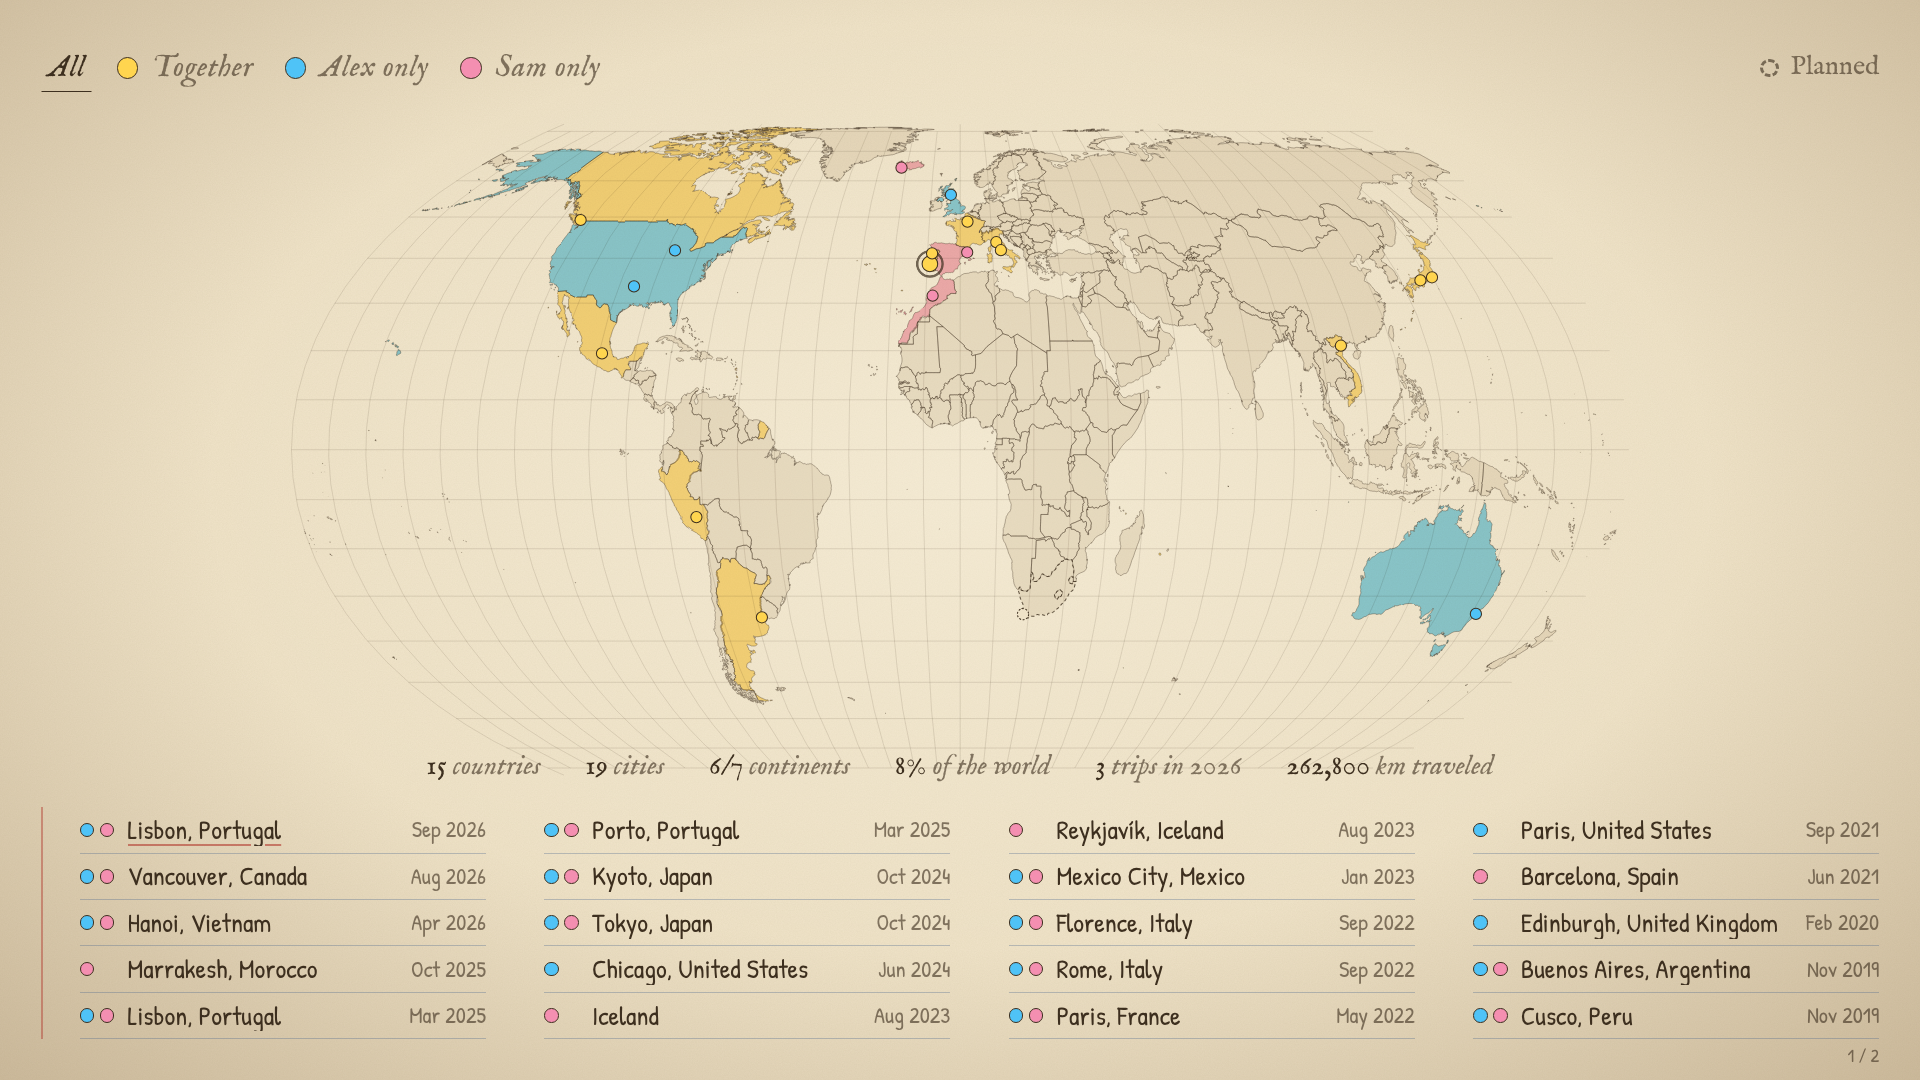 All Together Alex only Sam only Planned
15 countries 19 cities 6/7 continents 8% of the world 3 trips in 2026 262,800 km traveled
Lisbon, Portugal Sep 2026
Vancouver, Canada Aug 2026
Hanoi, Vietnam Apr 2026
Marrakesh, Morocco Oct 2025
Lisbon, Portugal Mar 2025
Porto, Portugal Mar 2025
Kyoto, Japan Oct 2024
Tokyo, Japan Oct 2024
Chicago, United States Jun 2024
Iceland Aug 2023
Reykjavík, Iceland Aug 2023
Mexico City, Mexico Jan 2023
Florence, Italy Sep 2022
Rome, Italy Sep 2022
Paris, France May 2022
Paris, United States Sep 2021
Barcelona, Spain Jun 2021
Edinburgh, United Kingdom Feb 2020
Buenos Aires, Argentina Nov 2019
Cusco, Peru Nov 2019
1 / 2